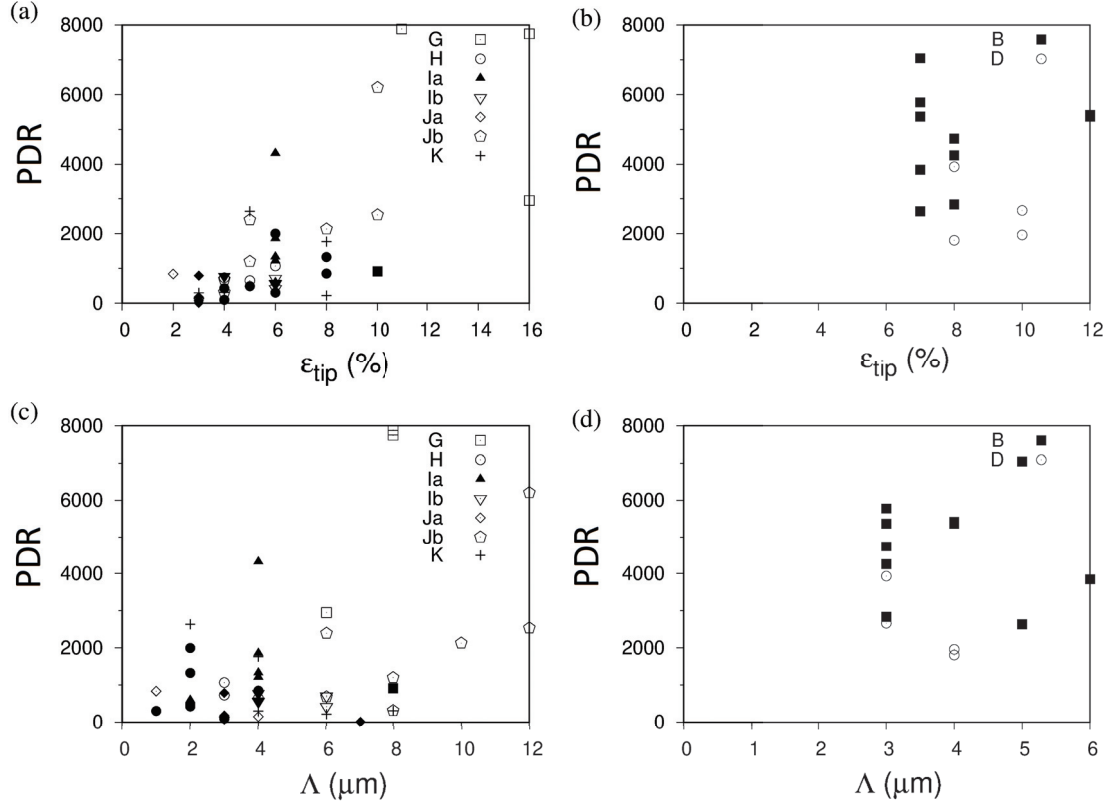 (a)
8000
6000
4000
2000
0
PDR
G
H
Ia
Ib
Ja
Jb
K
0 2 4 6 8 10 12 14 16
εtip (%)
(b)
8000
6000
4000
2000
0
PDR
B
D
0 2 4 6 8 10 12
εtip (%)
(c)
8000
6000
4000
2000
0
PDR
G
H
Ia
Ib
Ja
Jb
K
0 2 4 6 8 10 12
Λ (μm)
(d)
8000
6000
4000
2000
0
PDR
B
D
0 1 2 3 4 5 6
Λ (μm)